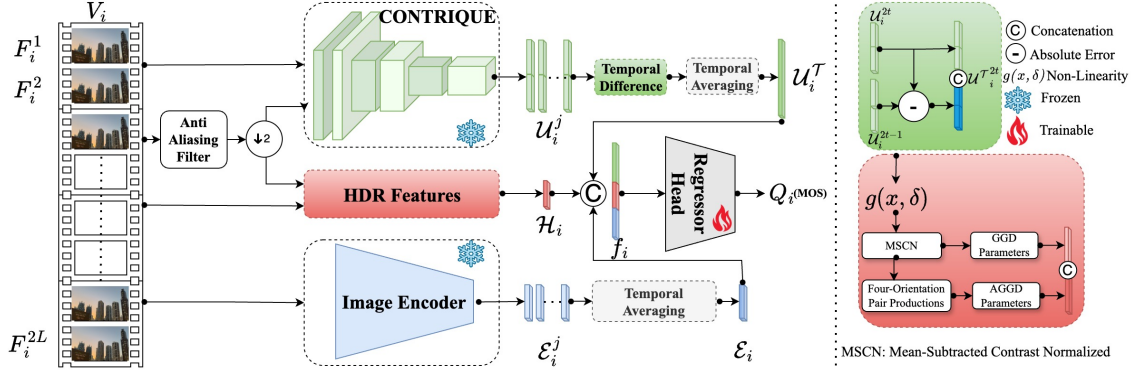 V_i
F_i^1
F_i^2
F_i^{2L}
Anti
Aliasing
Filter
↓2
CONTRIQUE
U_i^j
Temporal
Difference
Temporal
Averaging
U_i^T
HDR Features
H_i
C
f_i
Regressor
Head
Q_i(MOS)
Image Encoder
E_i^j
Temporal
Averaging
E_i
U_i^{2t}
C
U^T_i^{2t}
-
U_i^{2t-1}
C Concatenation
- Absolute Error
g(x, δ) Non-Linearity
Frozen
Trainable
g(x, δ)
MSCN
GGD
Parameters
C
Four-Orientation
Pair Productions
AGGD
Parameters
MSCN: Mean-Subtracted Contrast Normalized